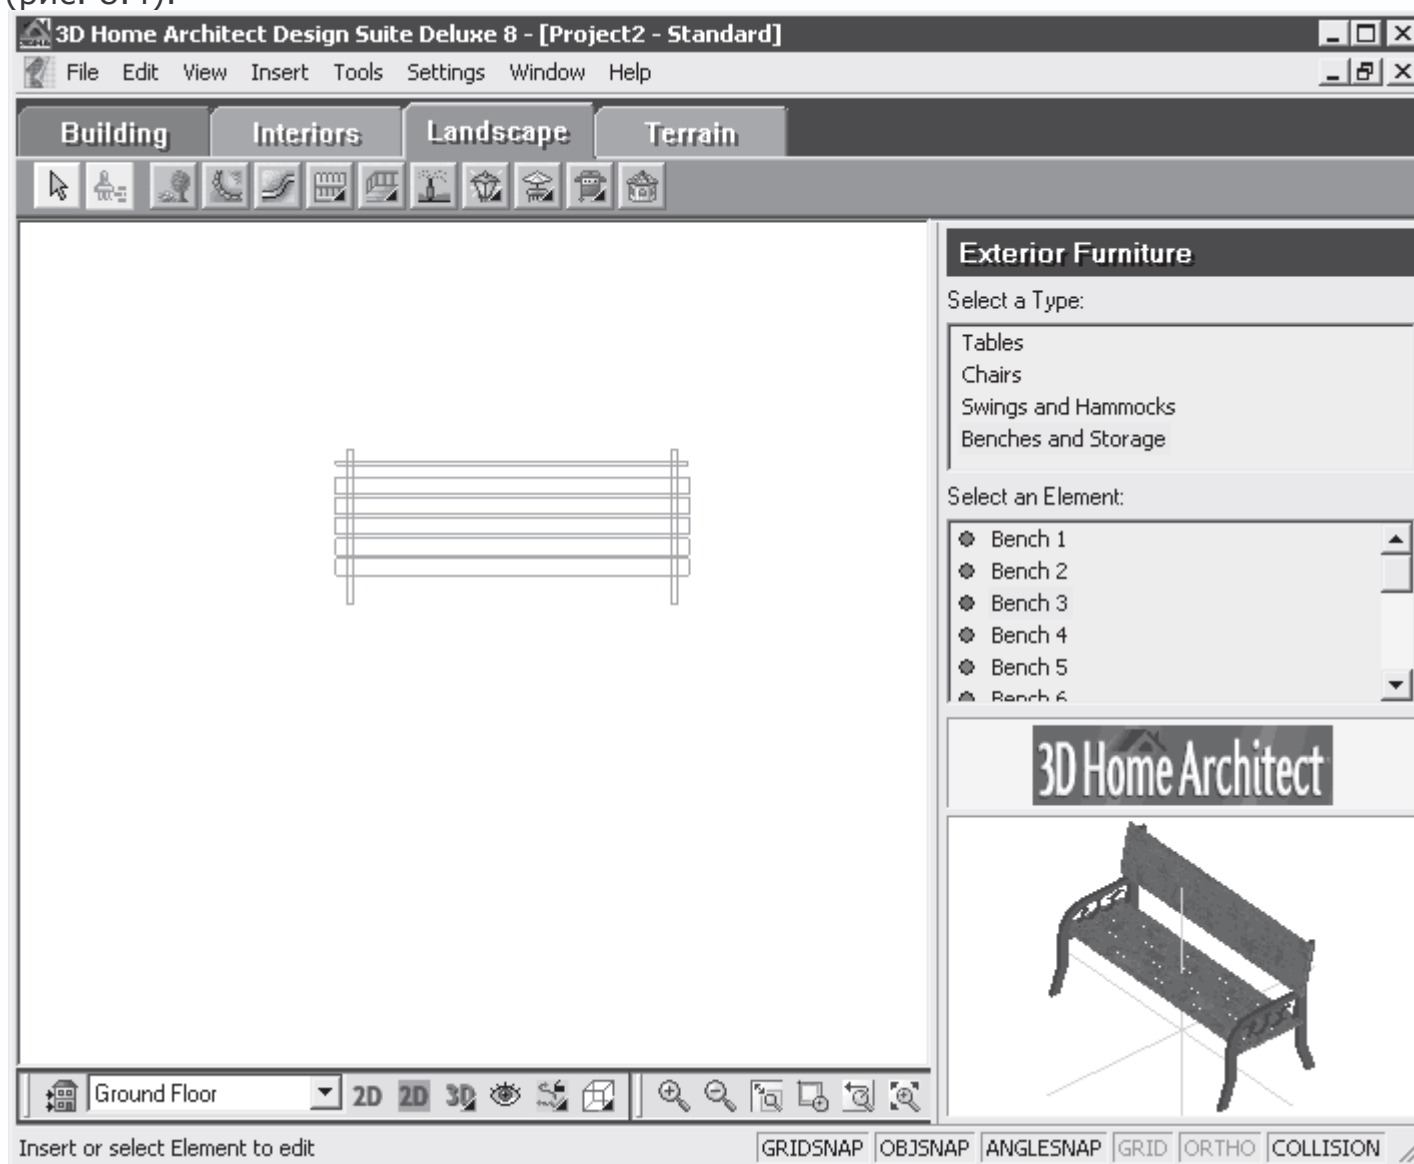 3D Home Architect Design Suite Deluxe 8 - [Project2 - Standard]
File Edit View Insert Tools Settings Window Help
Building Interiors Landscape Terrain
Exterior Furniture
Select a Type:
Tables
Chairs
Swings and Hammocks
Benches and Storage
Select an Element:
Bench 1
Bench 2
Bench 3
Bench 4
Bench 5
Bench 6
3D Home Architect
Ground Floor 2D 2D 3D
Insert or select Element to edit GRIDSNAP OBJSNAP ANGLESNAP GRID ORTHO COLLISION